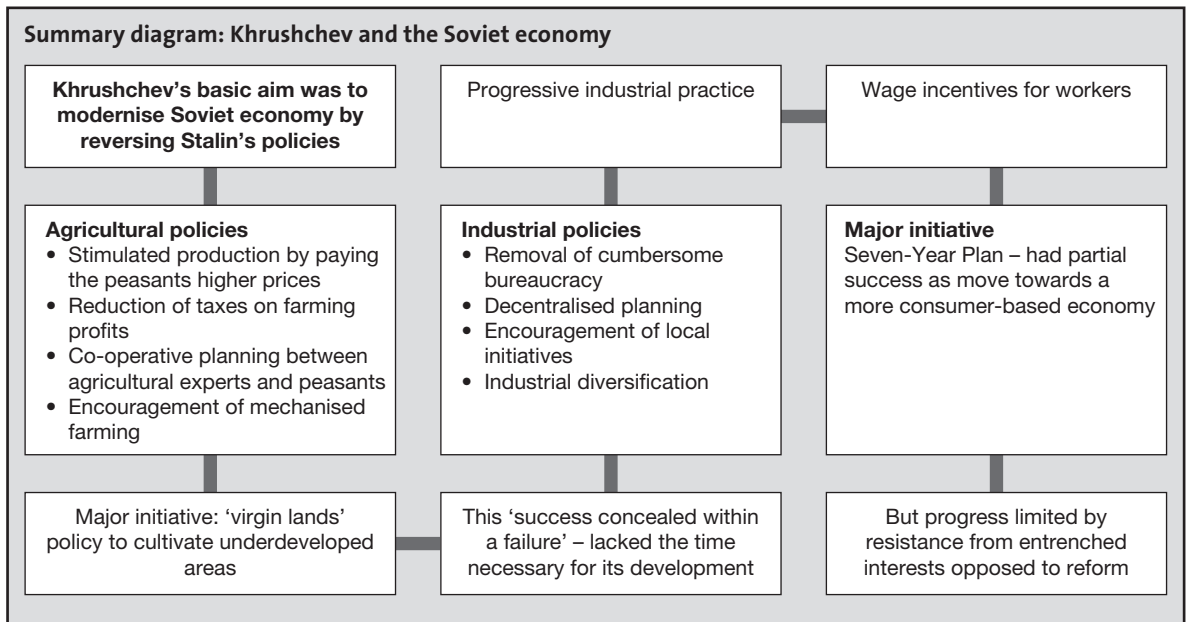 Summary diagram: Khrushchev and the Soviet economy
Khrushchev's basic aim was to
modernise Soviet economy by
reversing Stalin's policies
Agricultural policies
• Stimulated production by paying
the peasants higher prices
• Reduction of taxes on farming
profits
• Co-operative planning between
agricultural experts and peasants
• Encouragement of mechanised
farming
Major initiative: ‘virgin lands’
policy to cultivate underdeveloped
areas
This ‘success concealed within
a failure’ – lacked the time
necessary for its development
Industrial policies
• Removal of cumbersome
bureaucracy
• Decentralised planning
• Encouragement of local
initiatives
• Industrial diversification
Progressive industrial practice
Wage incentives for workers
Major initiative
Seven-Year Plan – had partial
success as move towards a
more consumer-based economy
But progress limited by
resistance from entrenched
interests opposed to reform